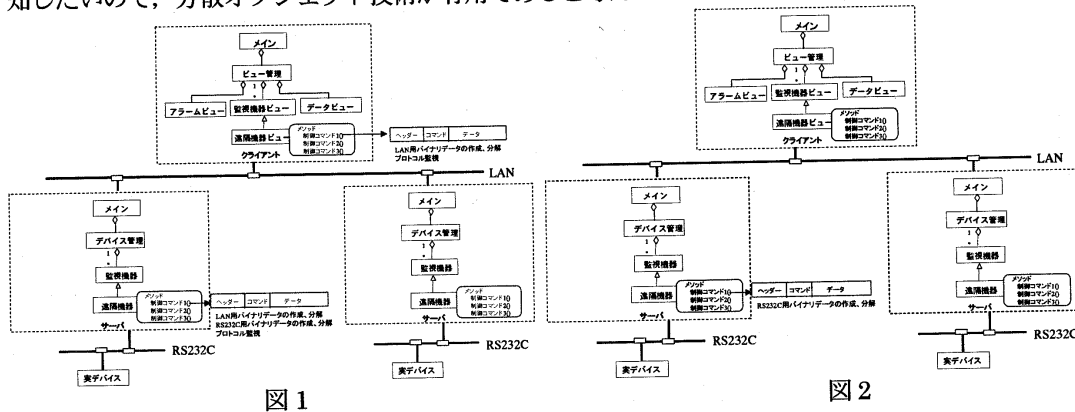 知したいので，分散オブジェクト技術が有用であると考え
メイン
ビュー管理
1
*
アラームビュー
監視機器ビュー
データビュー
遠隔機器ビュー
メソッド
制御コマンド1()
制御コマンド2()
制御コマンド3()
クライアント
ヘッダー コマンド データ
LAN用バイナリデータの作成、分解
プロトコル監視
LAN
メイン
デバイス管理
1
*
監視機器
遠隔機器
メソッド
制御コマンド1()
制御コマンド2()
制御コマンド3()
サーバ
ヘッダー コマンド データ
LAN用バイナリデータの作成、分解
RS232C用バイナリデータの作成、分解
プロトコル監視
RS232C
実デバイス
メイン
デバイス管理
1
*
監視機器
遠隔機器
メソッド
制御コマンド1()
制御コマンド2()
制御コマンド3()
サーバ
RS232C
実デバイス
図1
メイン
ビュー管理
1
*
アラームビュー
監視機器ビュー
データビュー
遠隔機器ビュー
メソッド
制御コマンド1()
制御コマンド2()
制御コマンド3()
クライアント
LAN
メイン
デバイス管理
1
*
監視機器
遠隔機器
メソッド
制御コマンド1()
制御コマンド2()
制御コマンド3()
サーバ
ヘッダー コマンド データ
RS232C用バイナリデータの作成、分解
RS232C
実デバイス
メイン
デバイス管理
1
*
監視機器
遠隔機器
メソッド
制御コマンド1()
制御コマンド2()
制御コマンド3()
サーバ
RS232C
実デバイス
図2